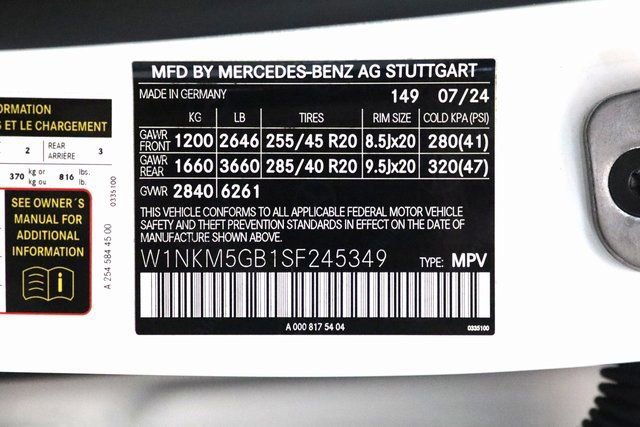 ORMATION
S ET LE CHARGEMENT
2 REAR ARRIÈRE 3
370 kg or kg ou 816 lbs. lb.
SEE OWNER´S
MANUAL FOR
ADDITIONAL
INFORMATION
i
A 254 584 45 00
0335100
MFD BY MERCEDES-BENZ AG STUTTGART
MADE IN GERMANY 149 07/24
KG LB TIRES RIM SIZE COLD KPA(PSI)
GAWR FRONT 1200 2646 255/45 R20 8.5Jx20 280(41)
GAWR REAR 1660 3660 285/40 R20 9.5Jx20 320(47)
GVWR 2840 6261
THIS VEHICLE CONFORMS TO ALL APPLICABLE FEDERAL MOTOR VEHICLE
SAFETY AND THEFT PREVENTION STANDARDS IN EFFECT ON THE DATE OF
MANUFACTURE SHOWN ABOVE.
W1NKM5GB1SF245349 TYPE: MPV
A 000 817 54 04 0335100